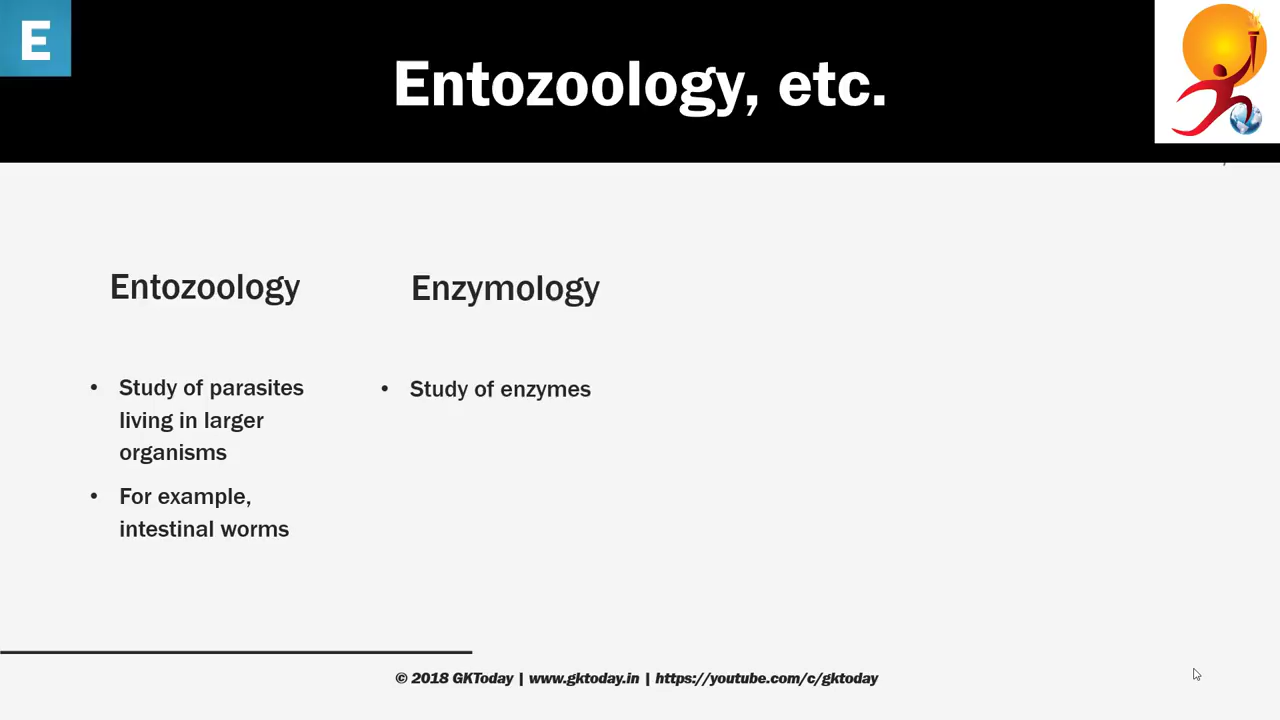 E
Entozoology, etc.
Entozoology
• Study of parasites
living in larger
organisms
• For example,
intestinal worms
Enzymology
• Study of enzymes
© 2018 GKToday | www.gktoday.in | https://youtube.com/c/gktoday